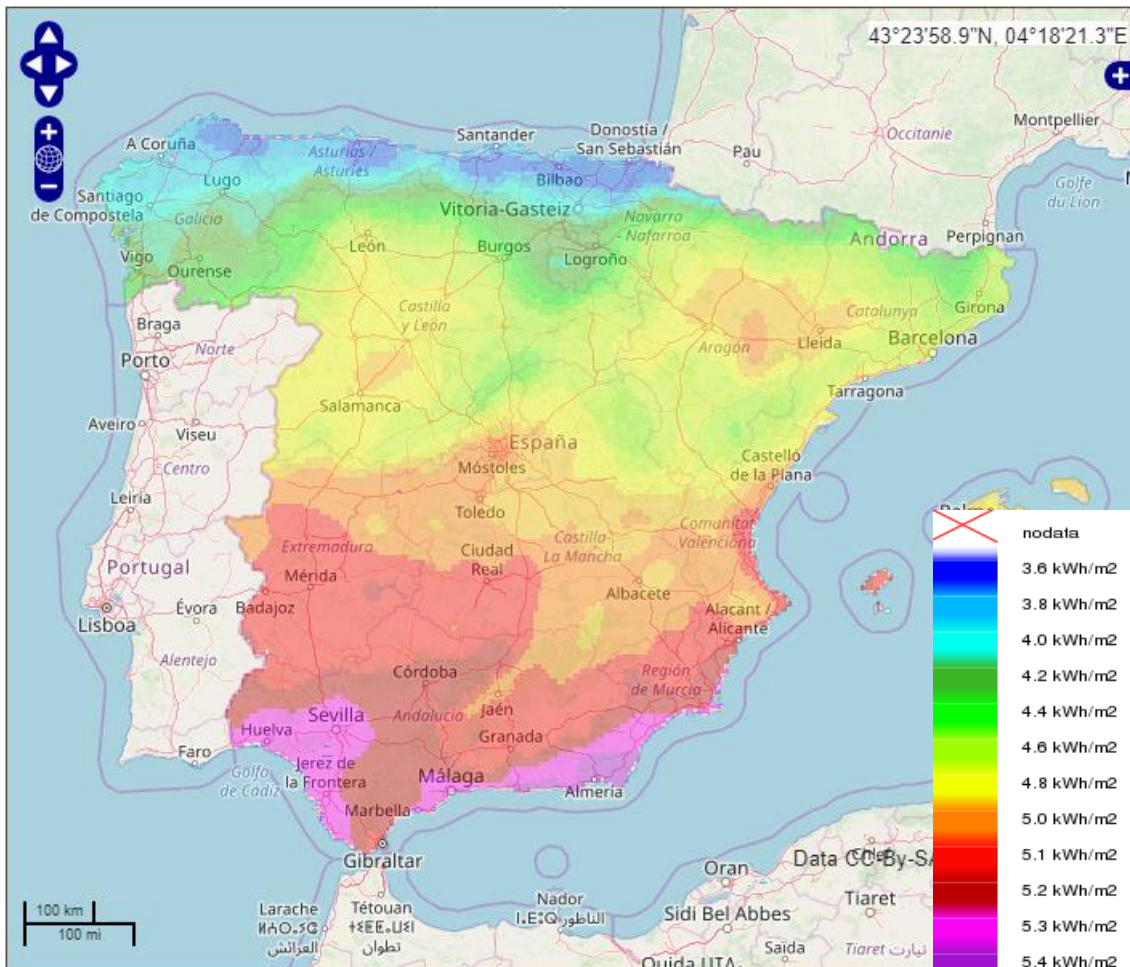 43°23'58.9"N, 04°18'21.3"E
Montpellier
A Coruña
Santander
Donostia /
San Sebastián
Occitanie
Asturias /
Asturies
Pau
Lugo
Bilbao
Golfe
du Lion
Santiago
de Compostela
Vitoria-Gasteiz
Galicia
Navarra
- Nafarroa
León
Burgos
Andorra
Perpignan
Vigo
Logroño
Ourense
Castilla
y León
Catalunya
Girona
Braga
Norte
Aragón
Lleida
Barcelona
Porto
Tarragona
Salamanca
Aveiro
Viseu
España
Móstoles
Castelló
de la Plana
Centro
Leiria
Toledo
Comunitat
Valenciana
Extremadura
Ciudad
Real
Castilla-
La Mancha
Portugal
Mérida
Albacete
Badajoz
Évora
Alacant /
Alicante
Lisboa
Alentejo
Córdoba
Región
de Murcia
Andalucía
Jaén
Sevilla
Huelva
Granada
Faro
Golfo
de Cádiz
Jerez de
la Frontera
Málaga
Almería
Marbella
Gibraltar
Data CC-By-SA
Oran
100 km
100 mi
Larache
العرائش
Tétouan
تطوان
Nador
الناظور
Sidi Bel Abbes
Tiaret
Saïda
Tiaret تيارت
nodata
3.6 kWh/m2
3.8 kWh/m2
4.0 kWh/m2
4.2 kWh/m2
4.4 kWh/m2
4.6 kWh/m2
4.8 kWh/m2
5.0 kWh/m2
5.1 kWh/m2
5.2 kWh/m2
5.3 kWh/m2
5.4 kWh/m2